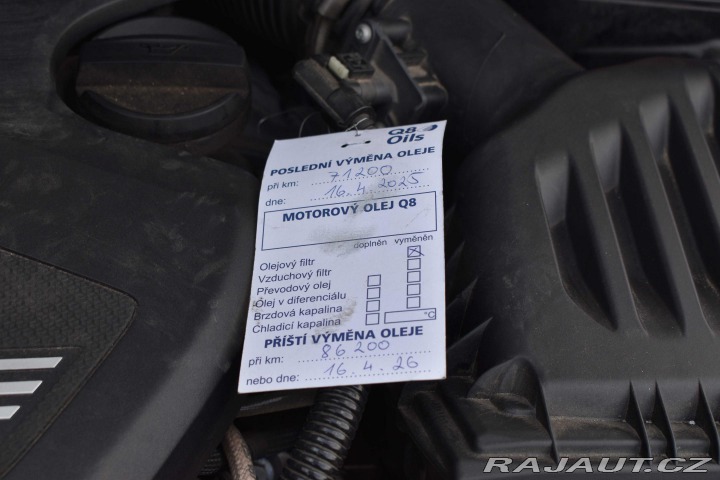 Q8
Oils
POSLEDNÍ VÝMĚNA OLEJE
při km: 71200
dne: 16.4.2025
MOTOROVÝ OLEJ Q8
doplněn vyměněn
Olejový filtr
Vzduchový filtr
Převodový olej
Olej v diferenciálu
Brzdová kapalina
Chladicí kapalina °C
PŘÍŠTÍ VÝMĚNA OLEJE
při km: 86200
nebo dne: 16.4.26
RAJAUT.CZ